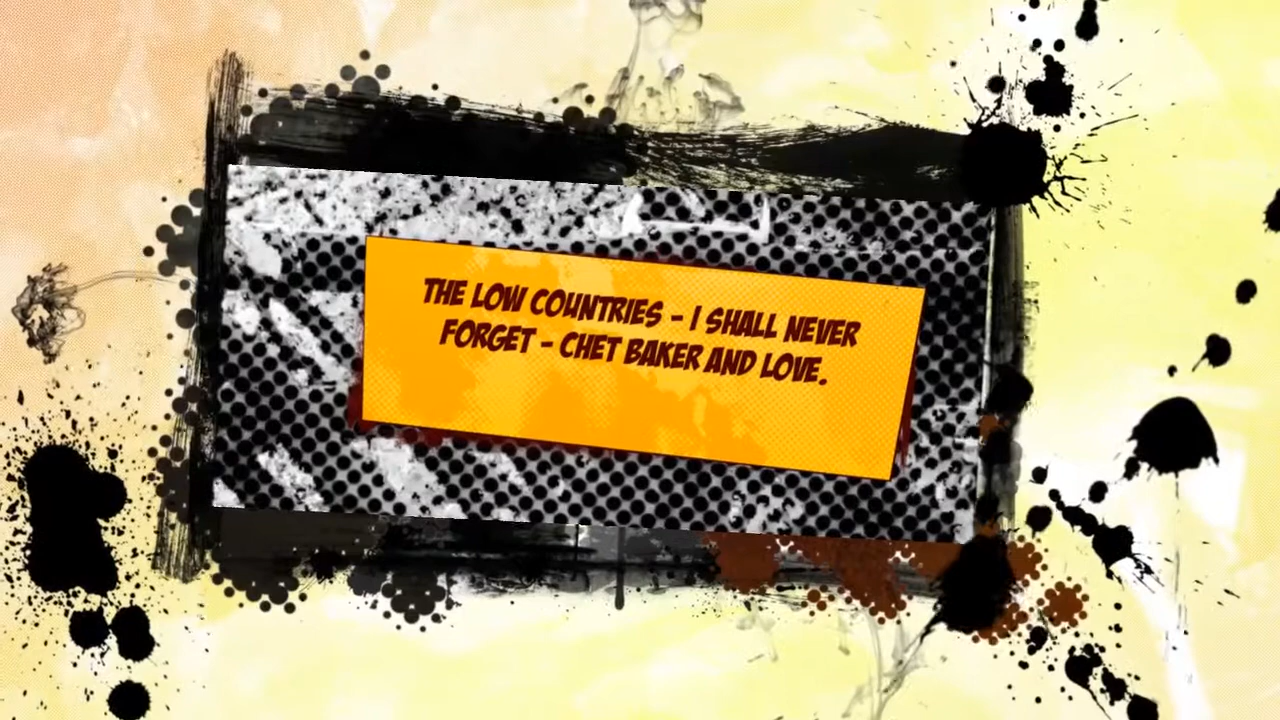 THE LOW COUNTRIES - I SHALL NEVER
FORGET - CHET BAKER AND LOVE.